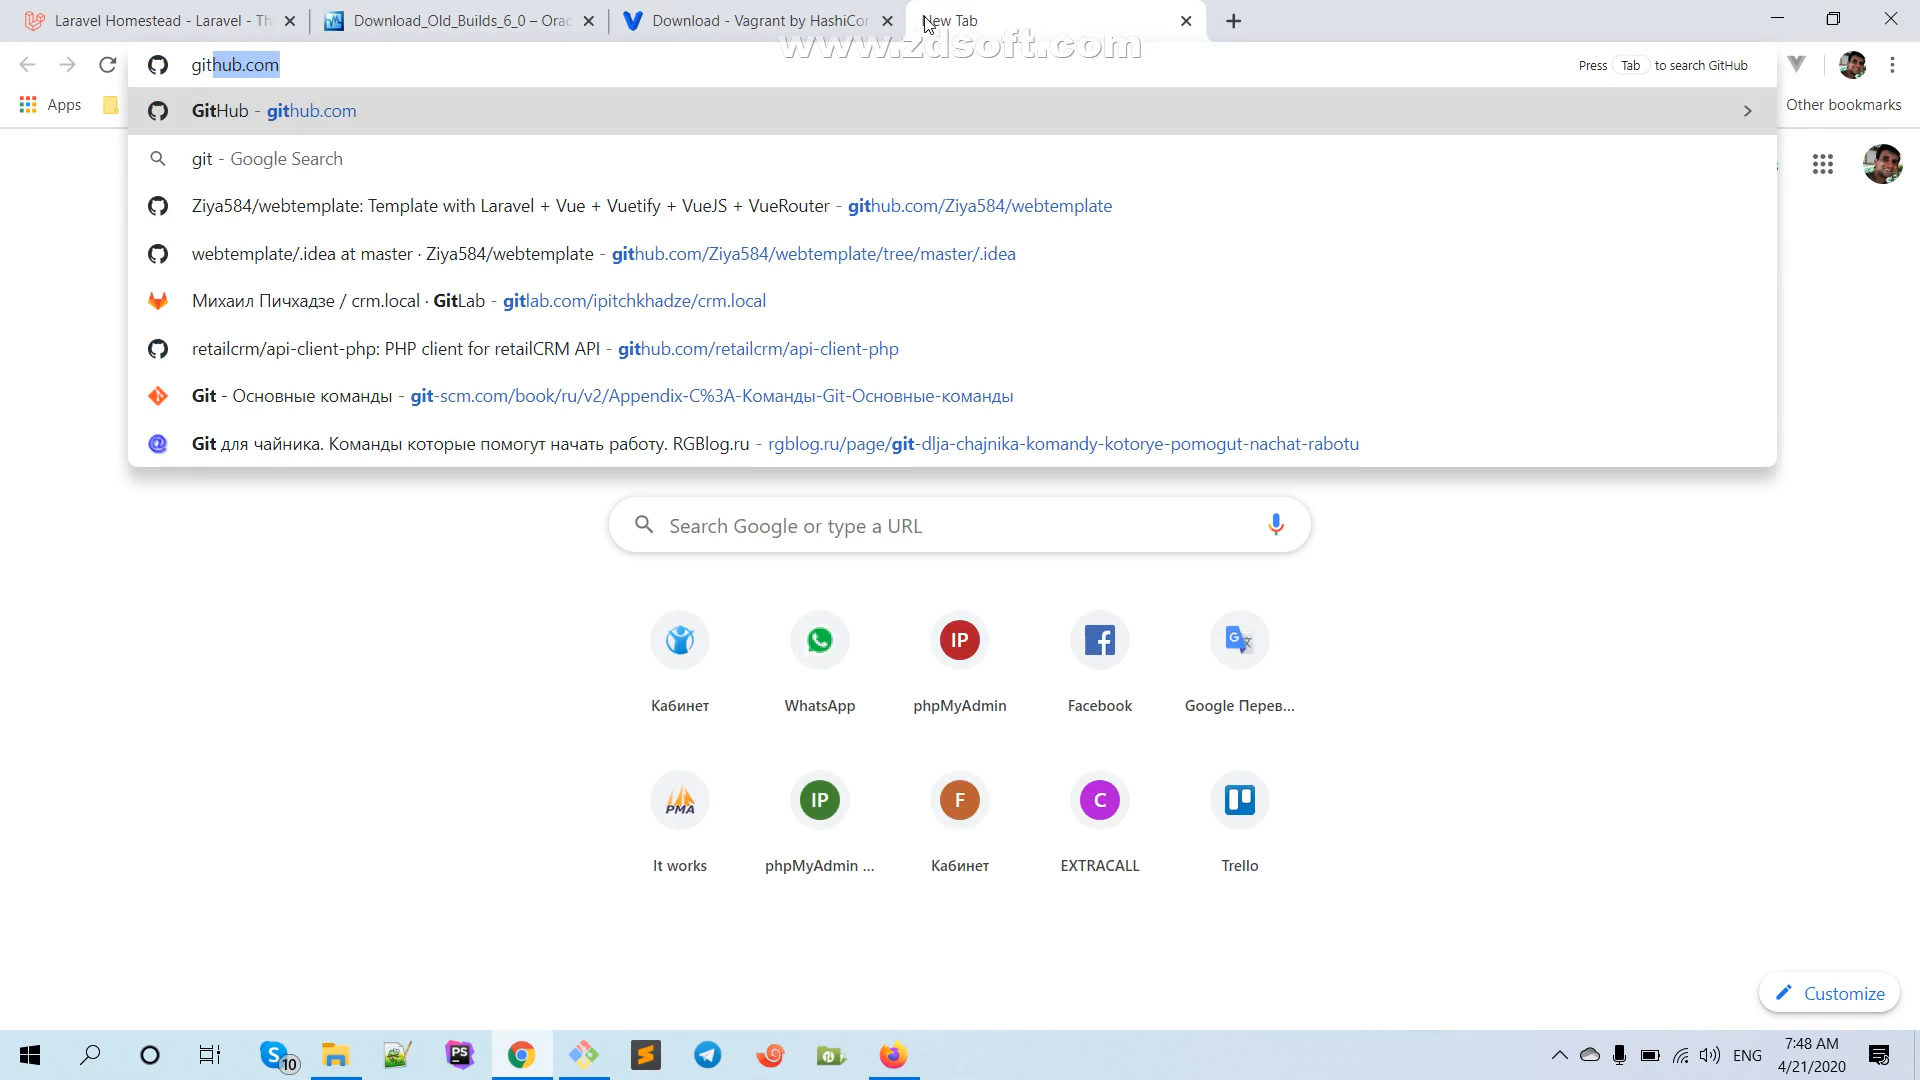 Laravel Homestead - Laravel - Th
Download_Old_Builds_6_0 – Orac
Download - Vagrant by HashiCor
New Tab
www.zdsoft.com
github.com
Press Tab to search GitHub
Apps
Other bookmarks
GitHub - github.com
git - Google Search
Ziya584/webtemplate: Template with Laravel + Vue + Vuetify + VueJS + VueRouter - github.com/Ziya584/webtemplate
webtemplate/.idea at master · Ziya584/webtemplate - github.com/Ziya584/webtemplate/tree/master/.idea
Михаил Пичхадзе / crm.local · GitLab - gitlab.com/ipitchkhadze/crm.local
retailcrm/api-client-php: PHP client for retailCRM API - github.com/retailcrm/api-client-php
Git - Основные команды - git-scm.com/book/ru/v2/Appendix-C%3A-Команды-Git-Основные-команды
Git для чайника. Команды которые помогут начать работу. RGBlog.ru - rgblog.ru/page/git-dlja-chajnika-komandy-kotorye-pomogut-nachat-rabotu
Search Google or type a URL
IP
Кабинет
WhatsApp
phpMyAdmin
Facebook
Google Перев...
PMA
IP
F
C
It works
phpMyAdmin ...
Кабинет
EXTRACALL
Trello
Customize
10
PS
ENG
7:48 AM
4/21/2020